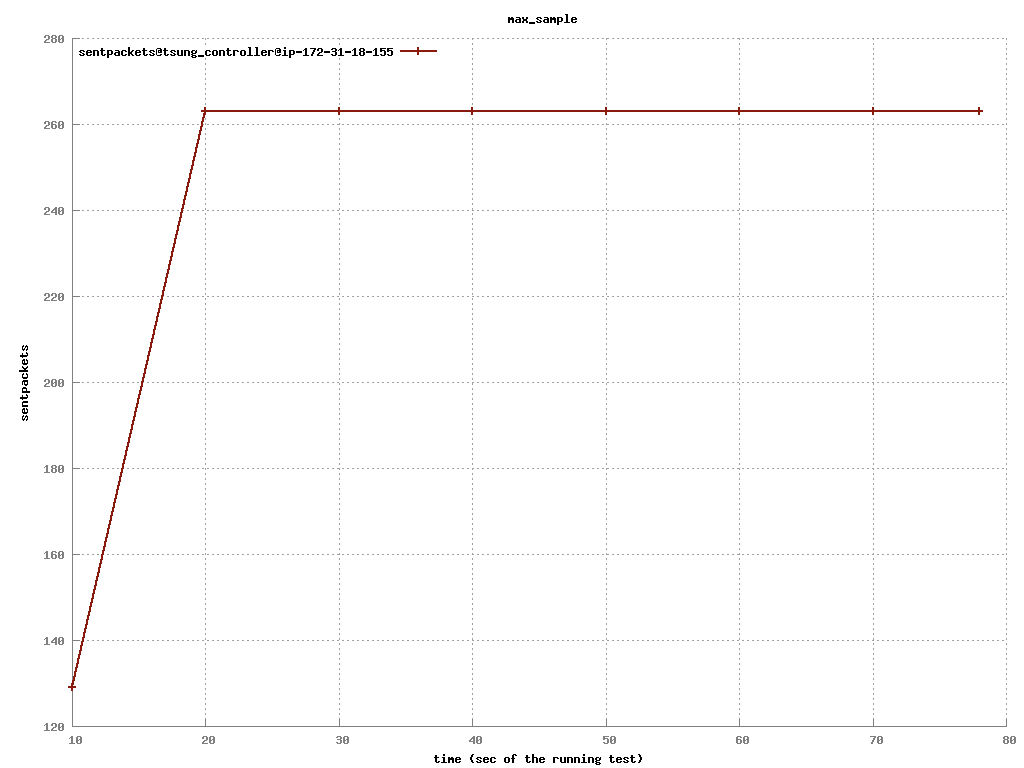 max_sample
sentpackets@tsung_controller@ip-172-31-18-155
280
260
240
220
200
180
160
140
120
sentpackets
10 20 30 40 50 60 70 80
time (sec of the running test)